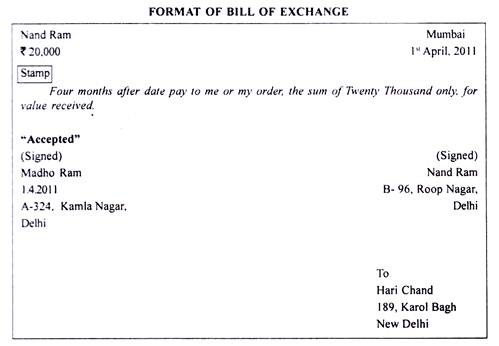 FORMAT OF BILL OF EXCHANGE
Nand Ram Mumbai
₹ 20,000 1st April, 2011
Stamp
Four months after date pay to me or my order, the sum of Twenty Thousand only, for
value received.
"Accepted"
(Signed) (Signed)
Madho Ram Nand Ram
1.4.2011 B- 96, Roop Nagar,
A-324, Kamla Nagar, Delhi
Delhi
To
Hari Chand
189, Karol Bagh
New Delhi